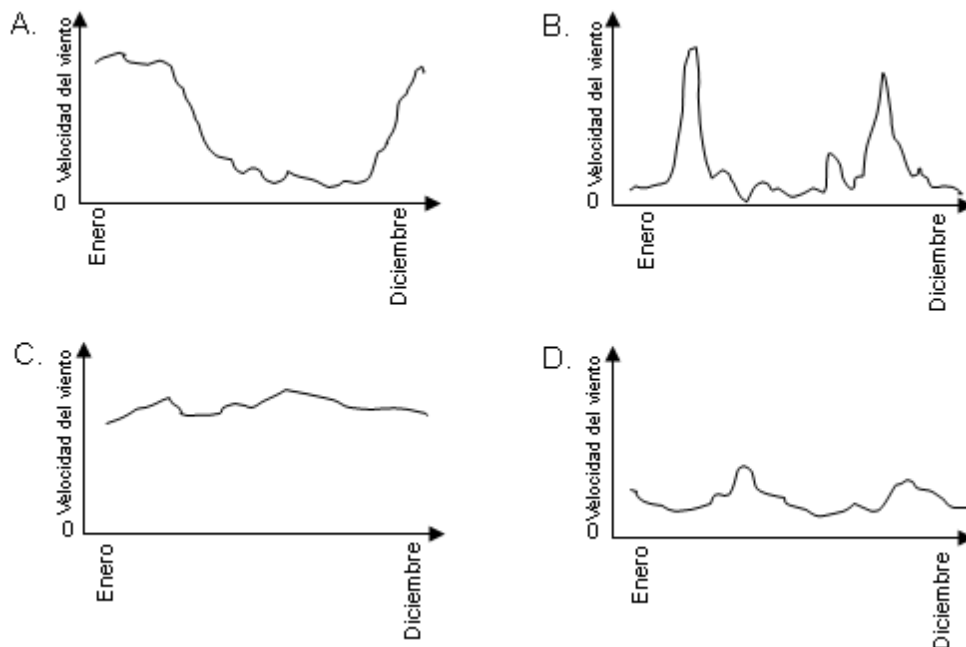 A.
Velocidad del viento
0
Enero
Diciembre
B.
Velocidad del viento
0
Enero
Diciembre
C.
Velocidad del viento
0
Enero
Diciembre
D.
Velocidad del viento
0
Enero
Diciembre